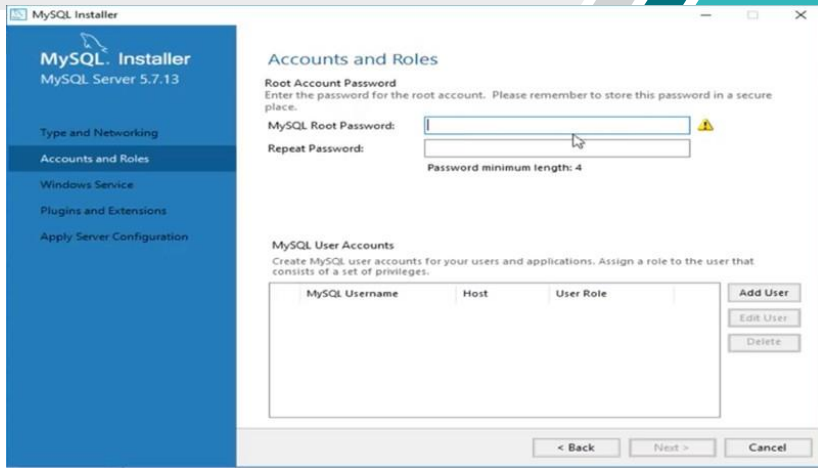 MySQL Installer
MySQL. Installer
MySQL Server 5.7.13
Type and Networking
Accounts and Roles
Windows Service
Plugins and Extensions
Apply Server Configuration
Accounts and Roles
Root Account Password
Enter the password for the root account. Please remember to store this password in a secure
place.
MySQL Root Password:
Repeat Password:
Password minimum length: 4
MySQL User Accounts
Create MySQL user accounts for your users and applications. Assign a role to the user that
consists of a set of privileges.
MySQL Username Host User Role
Add User
Edit User
Delete
< Back Next > Cancel